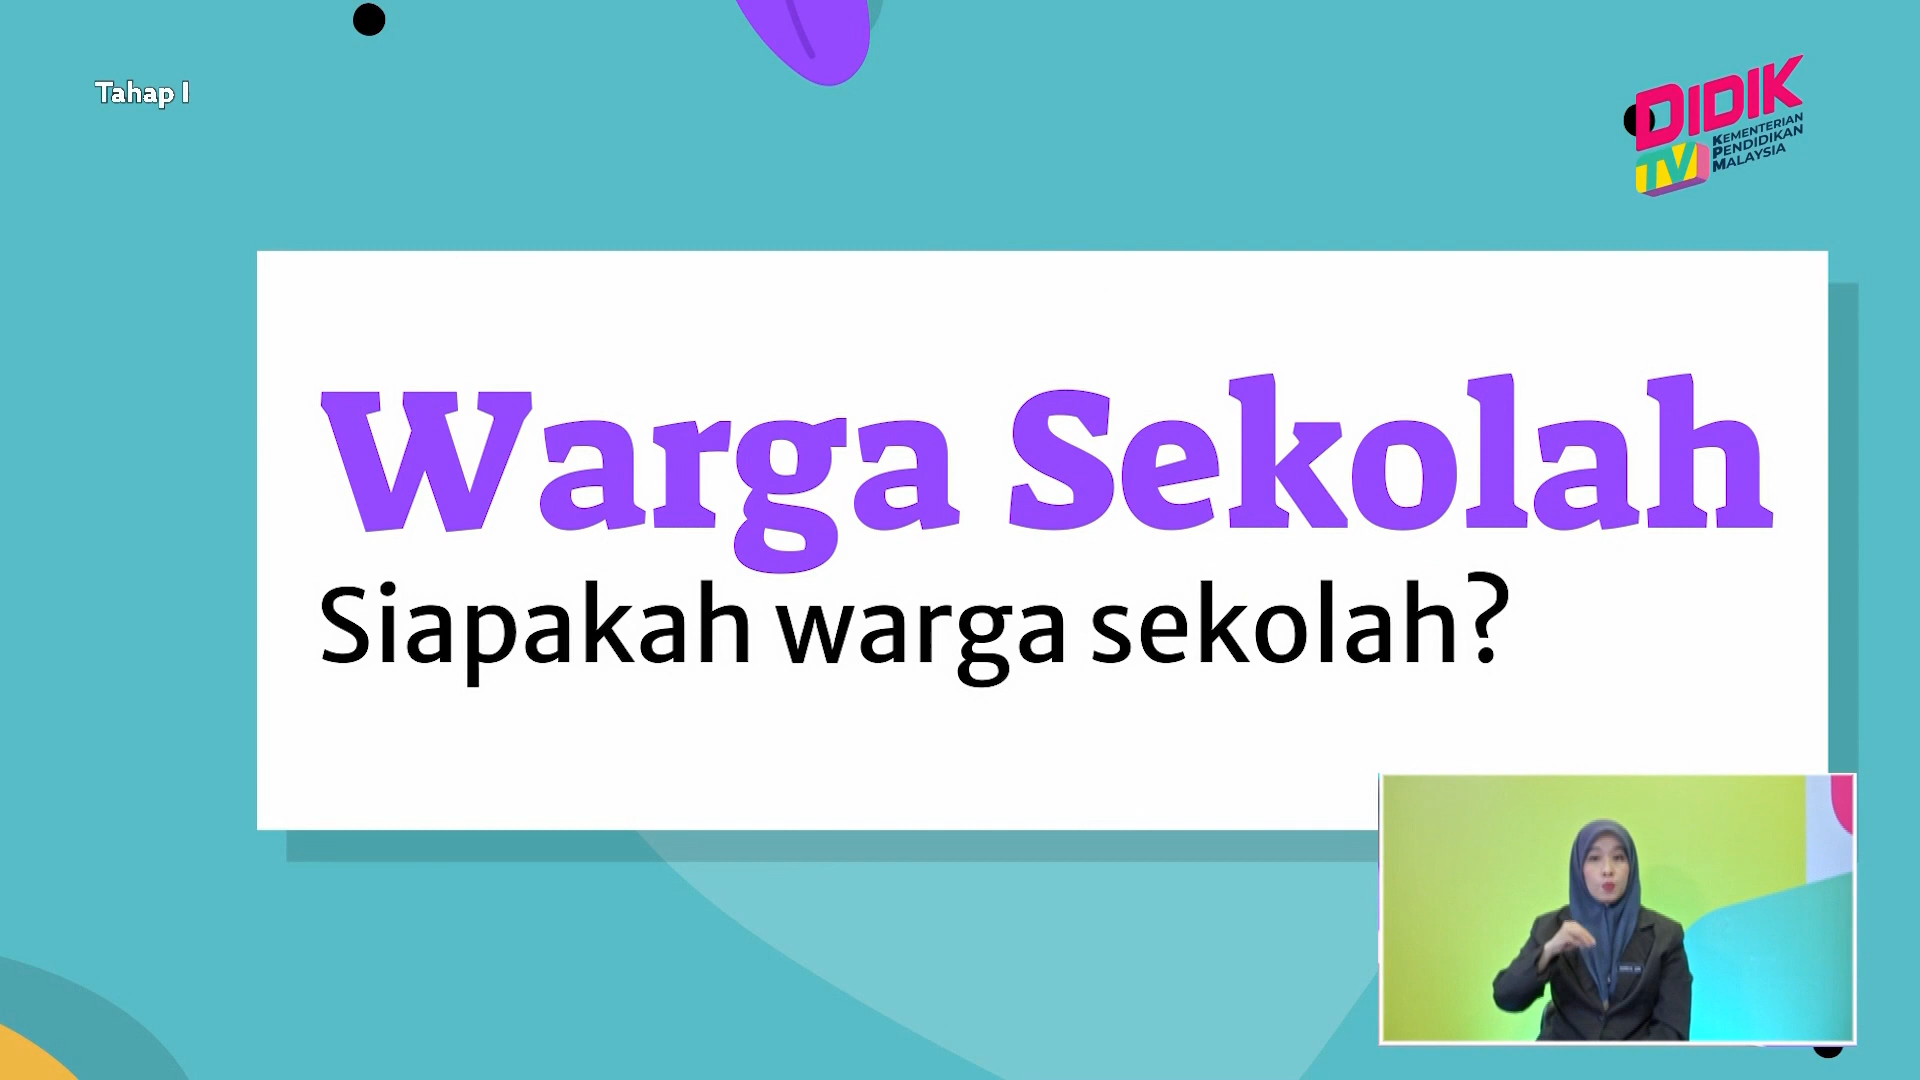 Tahap I
DIDIK
TV
KEMENTERIAN
PENDIDIKAN
MALAYSIA
Warga Sekolah
Siapakah warga sekolah?